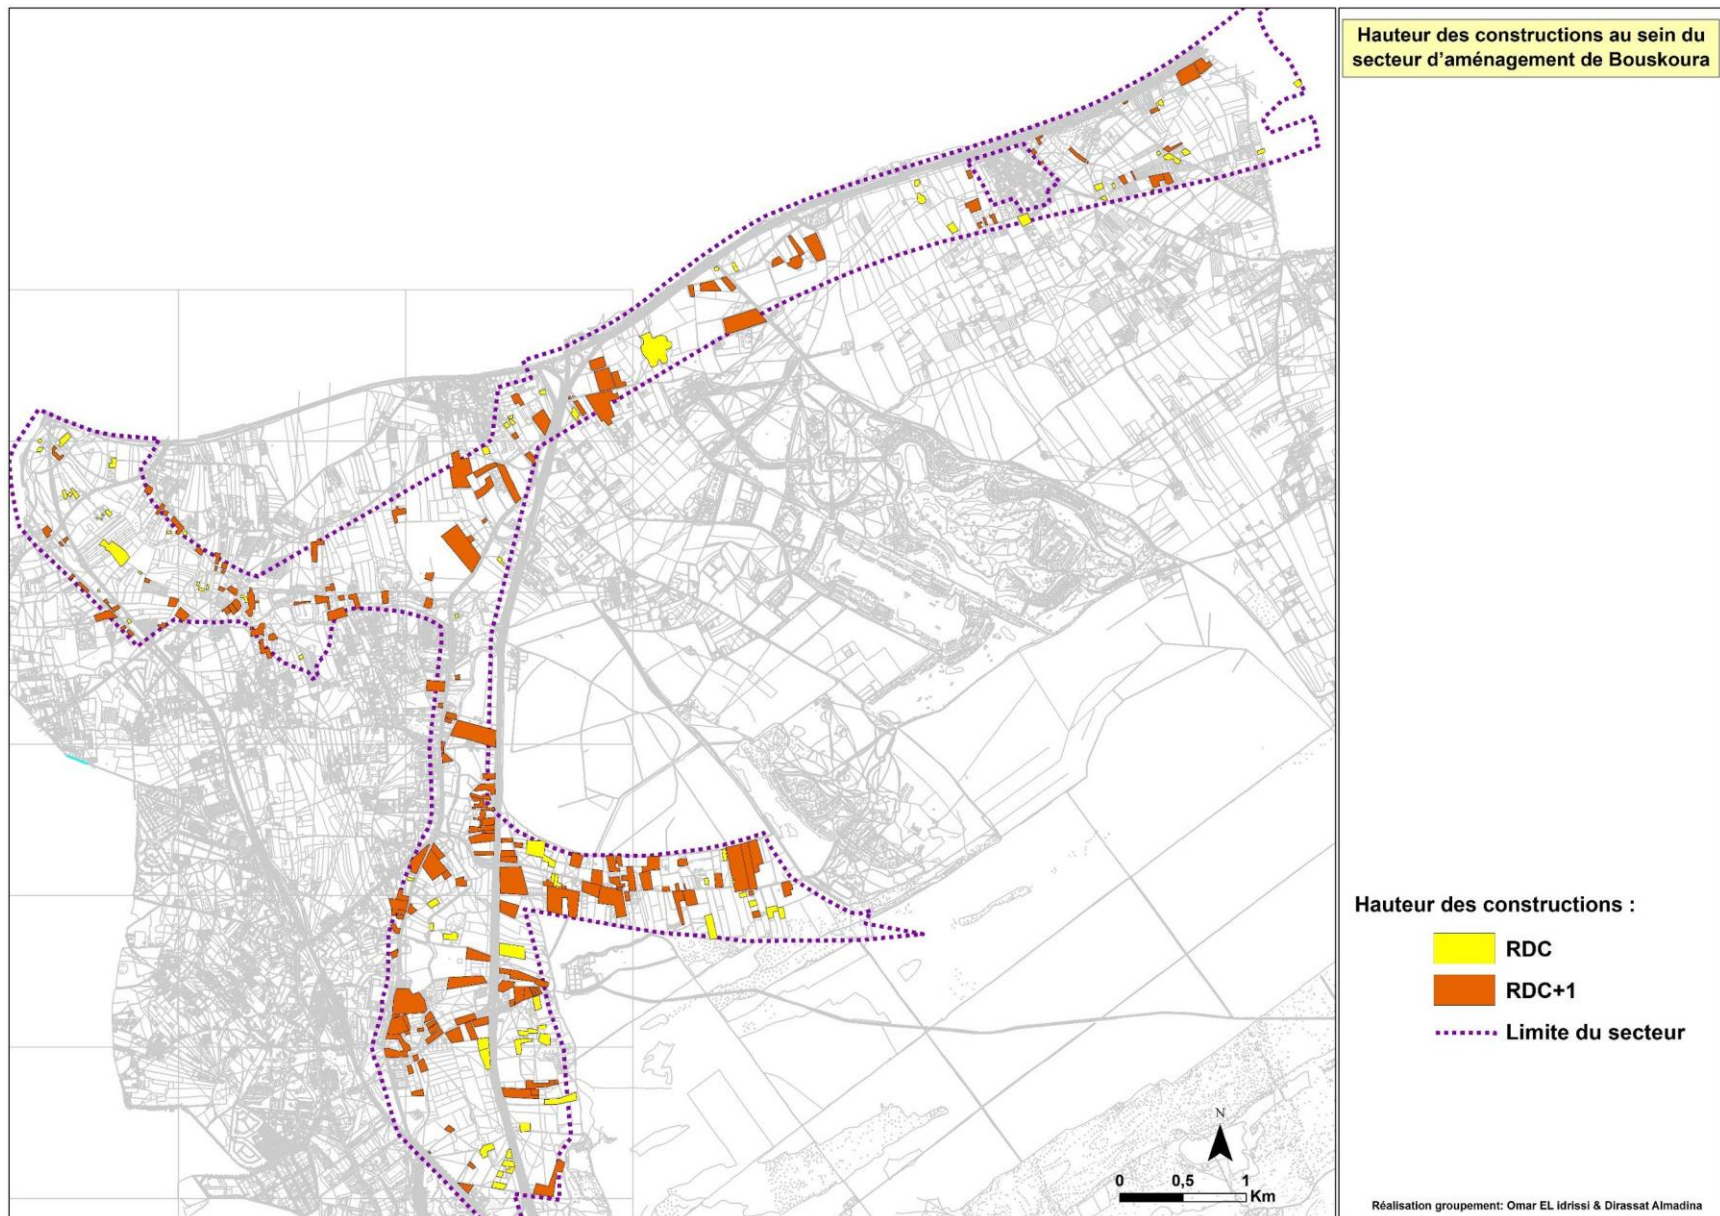 Hauteur des constructions au sein du
secteur d'aménagement de Bouskoura
Hauteur des constructions :
RDC
RDC+1
Limite du secteur
N
0 0,5 1
Km
Réalisation groupement: Omar EL idrissi & Dirassat Almadina